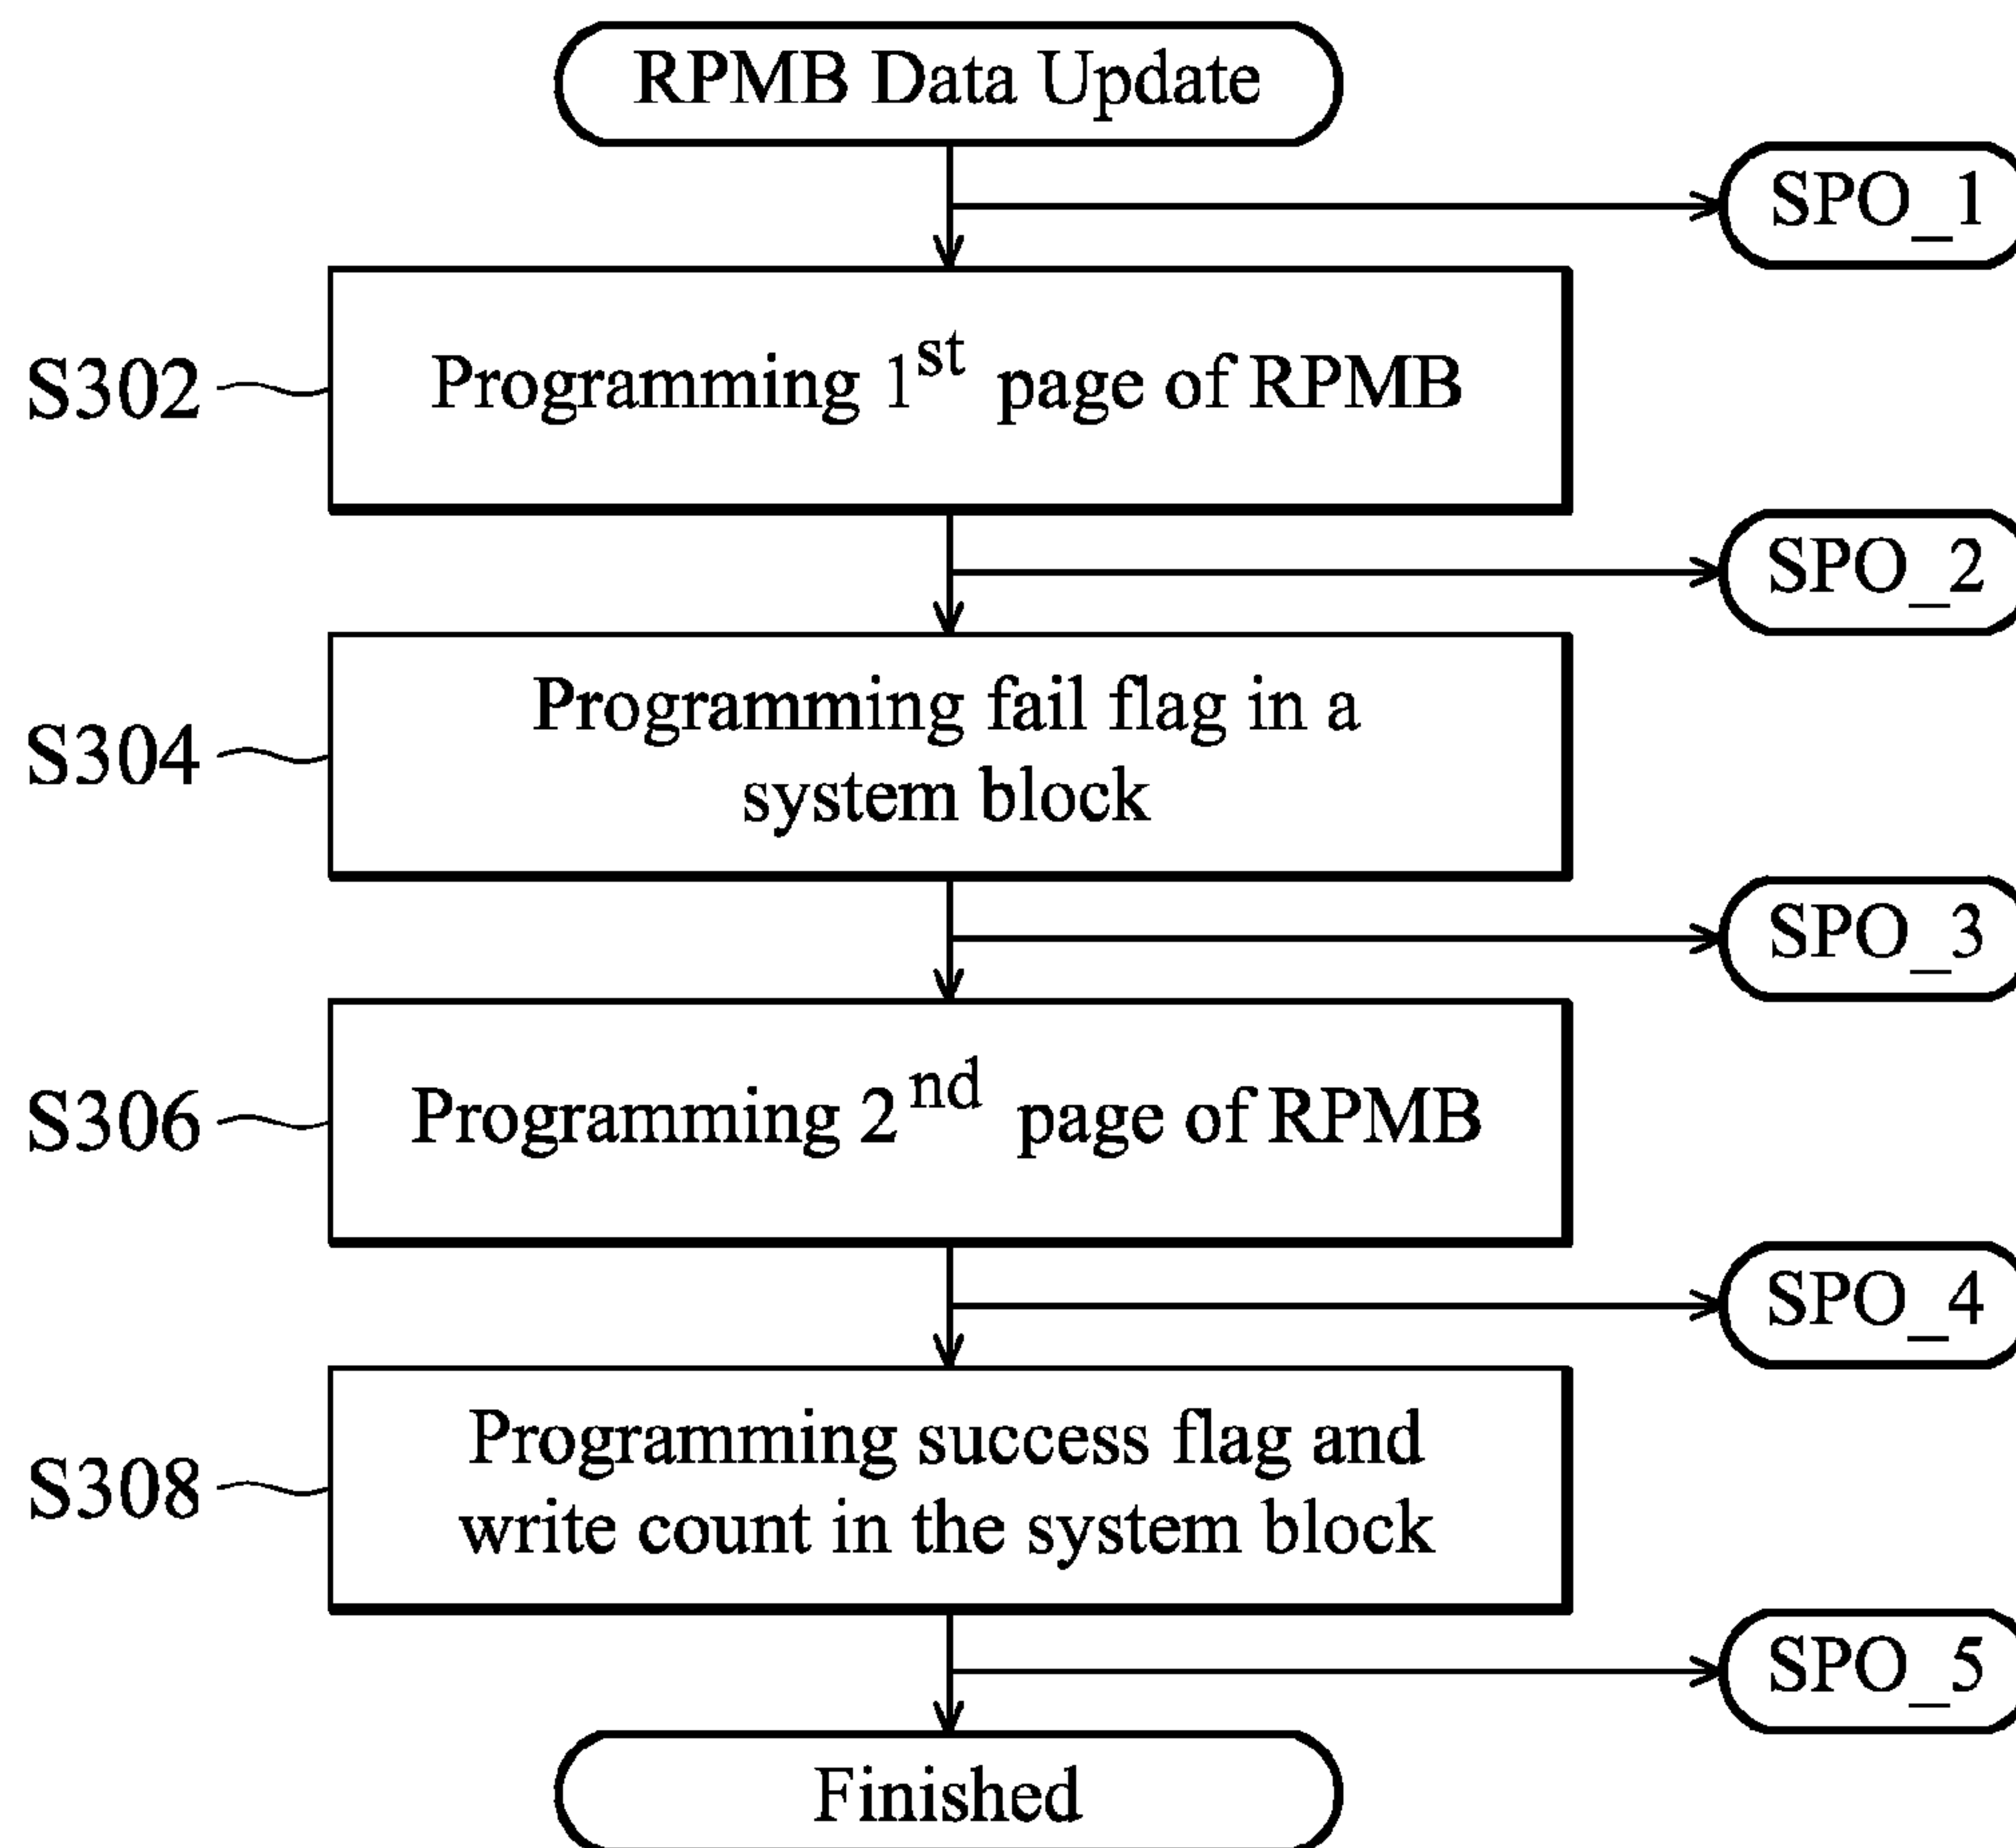 RPMB Data Update
SPO_1
S302
Programming 1st page of RPMB
SPO_2
S304
Programming fail flag in a
system block
SPO_3
S306
Programming 2nd page of RPMB
SPO_4
S308
Programming success flag and
write count in the system block
SPO_5
Finished